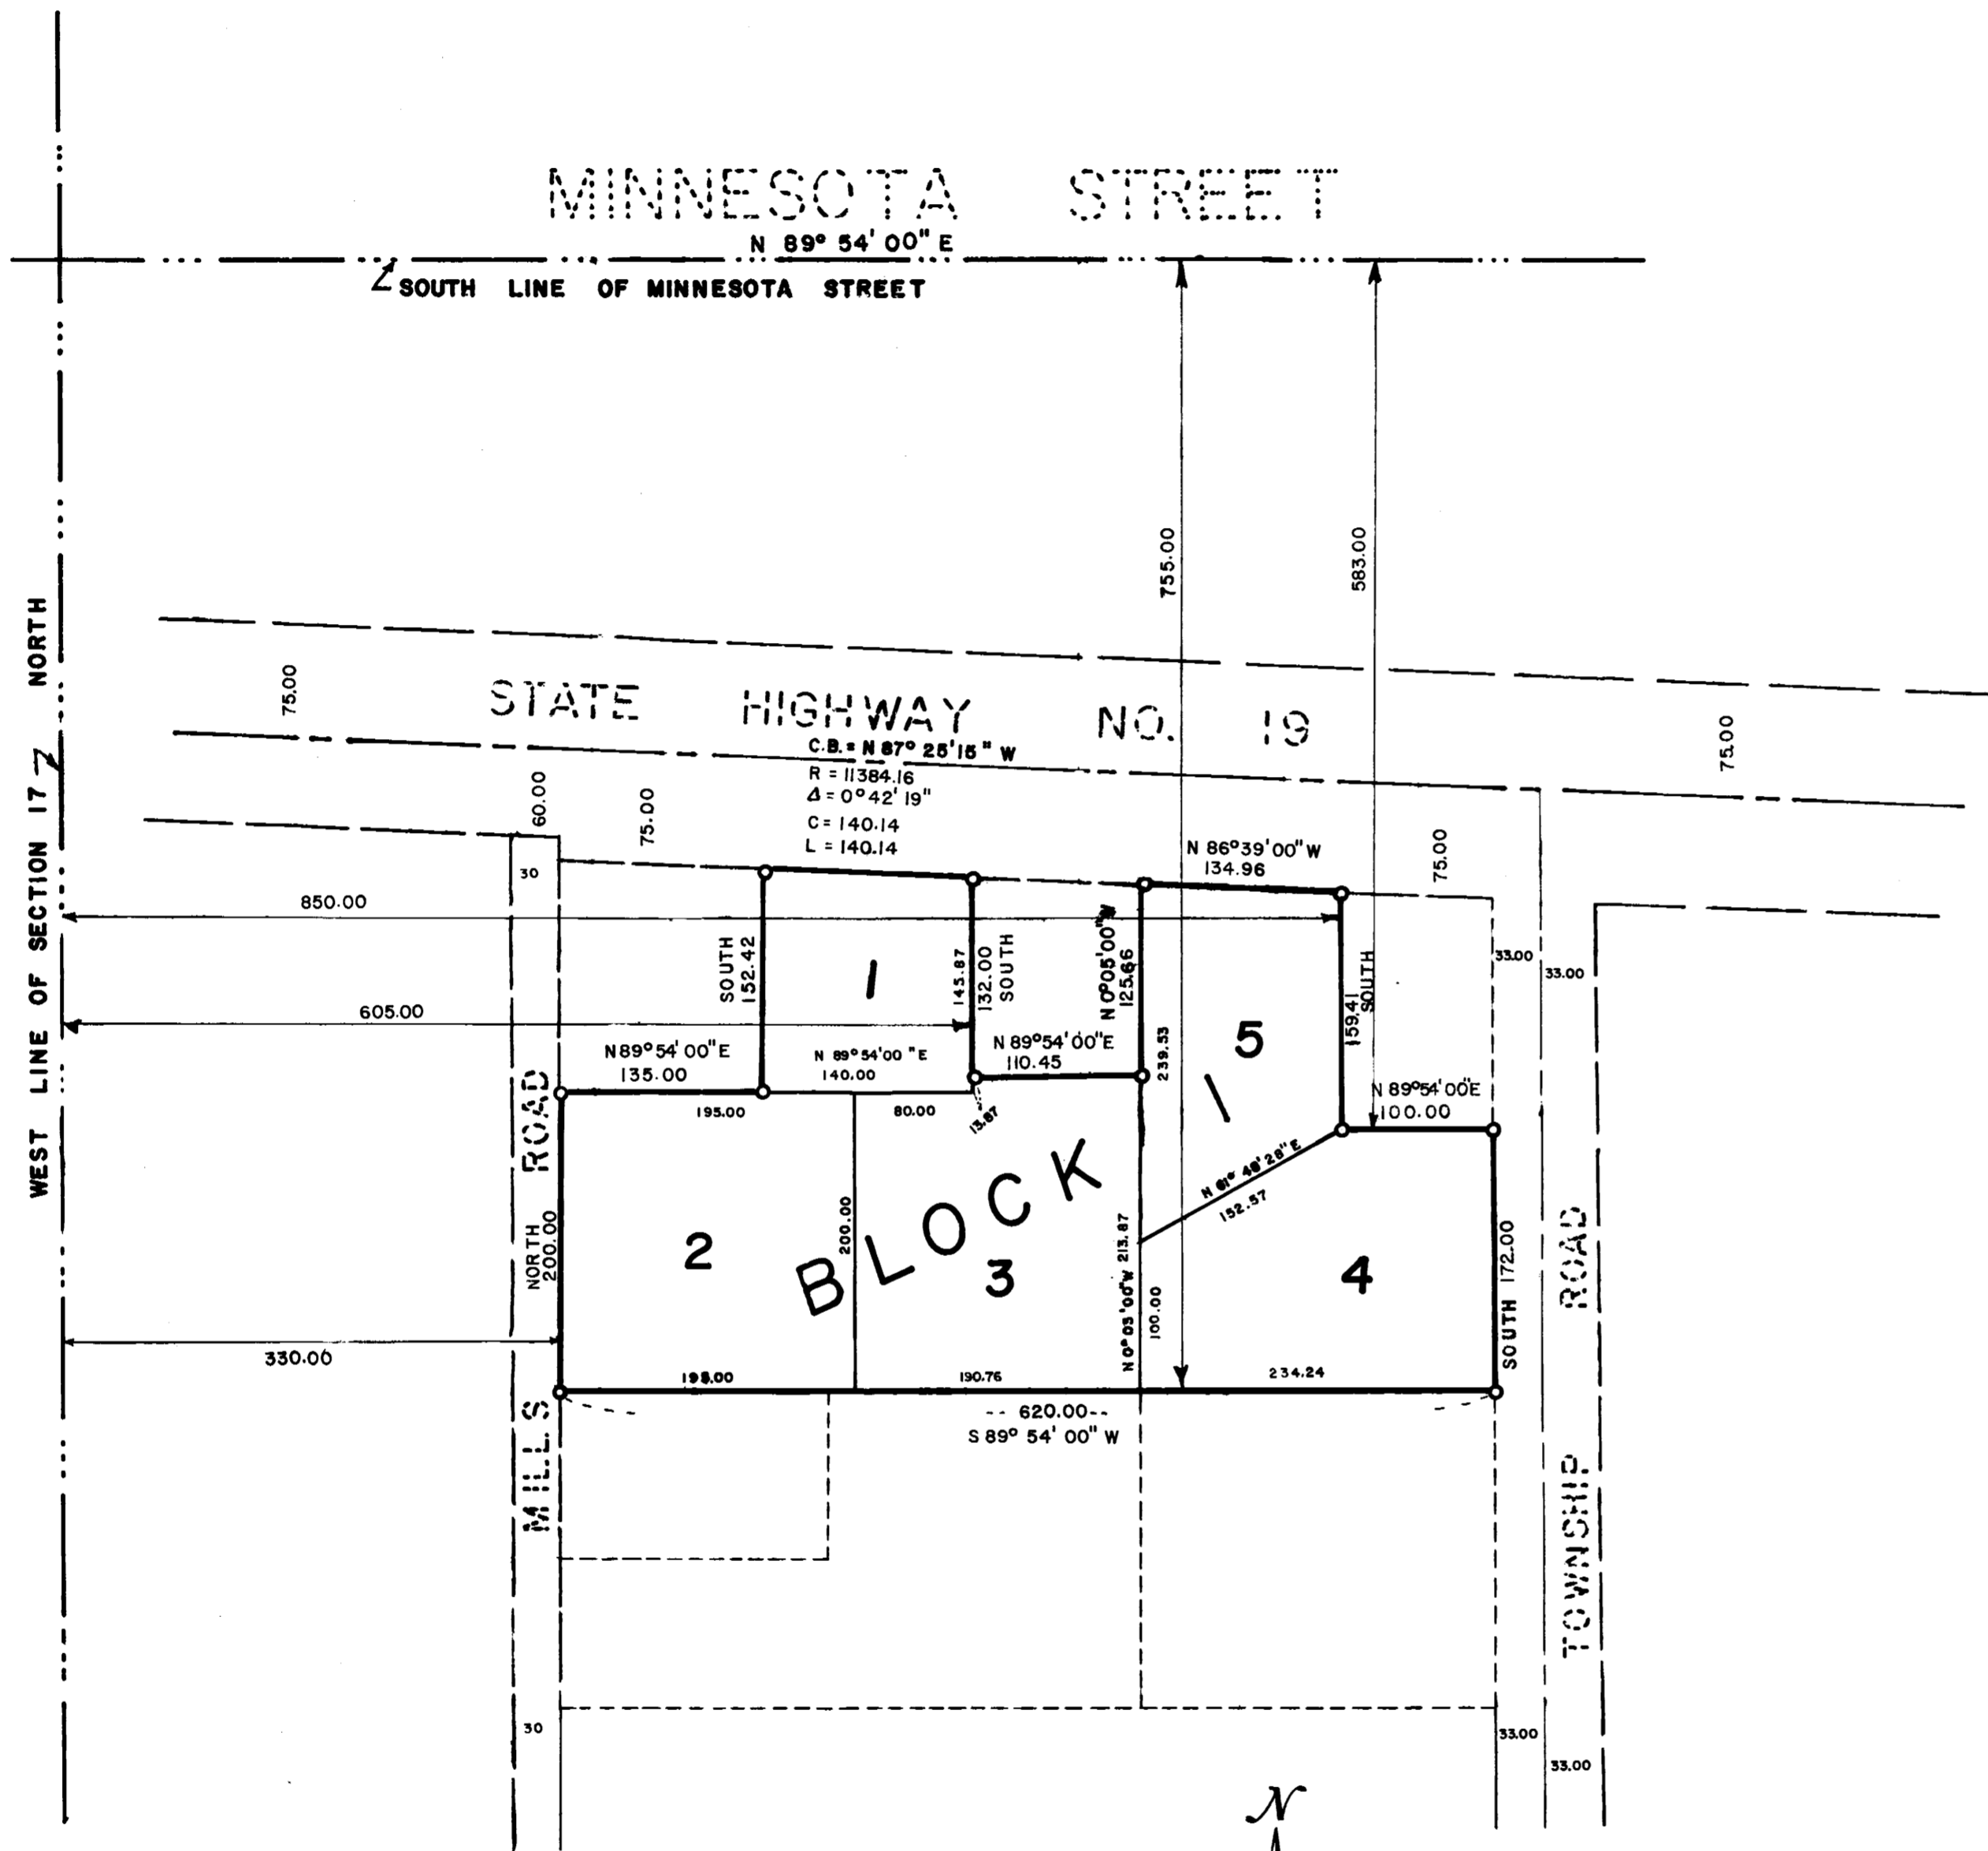 MINNESOTA STREET
N 89° 54' 00" E
SOUTH LINE OF MINNESOTA STREET
WEST LINE OF SECTION 17 NORTH
755.00
583.00
75.00
STATE HIGHWAY NO. 19
75.00
C.B.= N 87° 25' 15" W
R = 11384.16
Δ = 0° 42' 19"
C = 140.14
L = 140.14
60.00
75.00
75.00
N 86° 39' 00" W
134.96
30
850.00
SOUTH
152.42
1
145.87
132.00
SOUTH
N 0° 05' 00" W
125.66
239.53
5
159.41
SOUTH
33.00
33.00
605.00
N 89° 54' 00" E
135.00
N 89° 54' 00" E
140.00
N 89° 54' 00" E
110.45
N 89° 54' 00" E
100.00
195.00
80.00
13.87
BLOCK 1
N 61° 48' 28" E
152.57
MILLS ROAD
NORTH
200.00
2
200.00
3
N 0° 05' 00" W 213.87
100.00
4
SOUTH 172.00
TOWNSHIP ROAD
330.00
195.00
190.76
234.24
-- 620.00 --
S 89° 54' 00" W
30
33.00
33.00
N